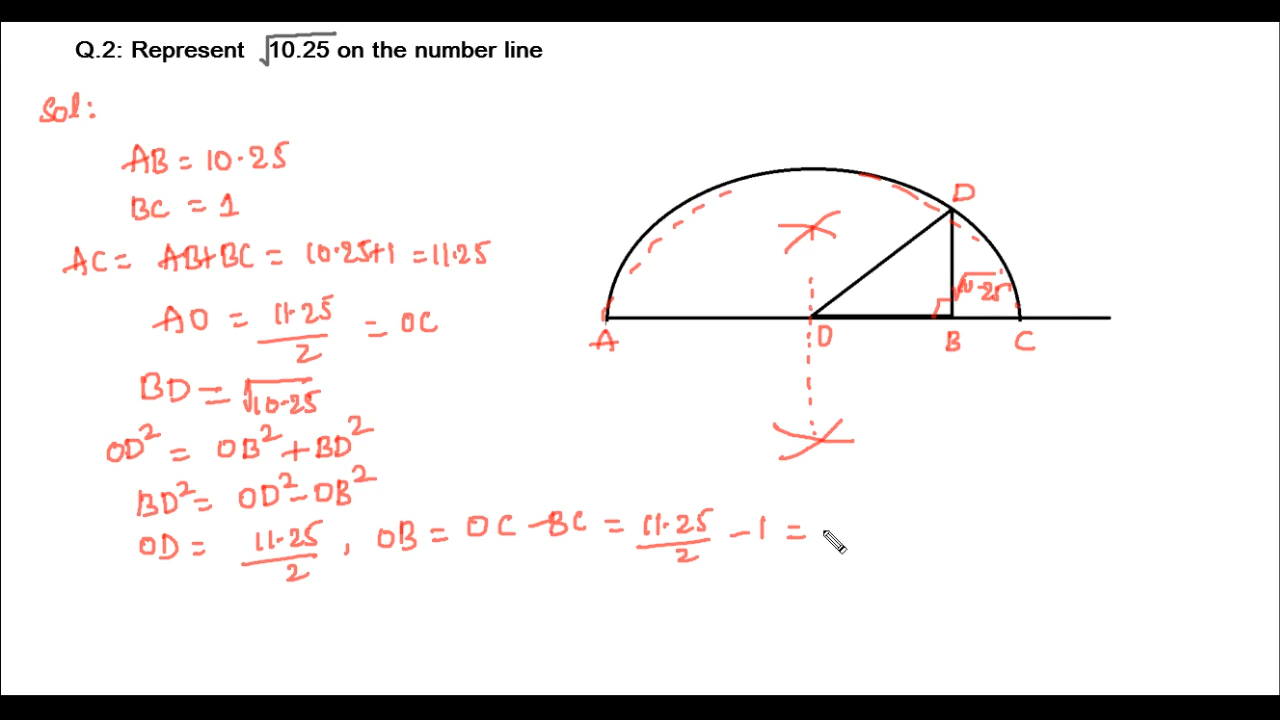 Q.2: Represent √10.25 on the number line
Sol:
AB = 10.25
BC = 1
AC = AB+BC = 10.25+1 = 11.25
AO = 11.25/2 = OC
BD = √10.25
OD² = OB² + BD²
BD² = OD² - OB²
OD = 11.25/2 , OB = OC - BC = 11.25/2 - 1 =
D
√10.25
A
O
B
C